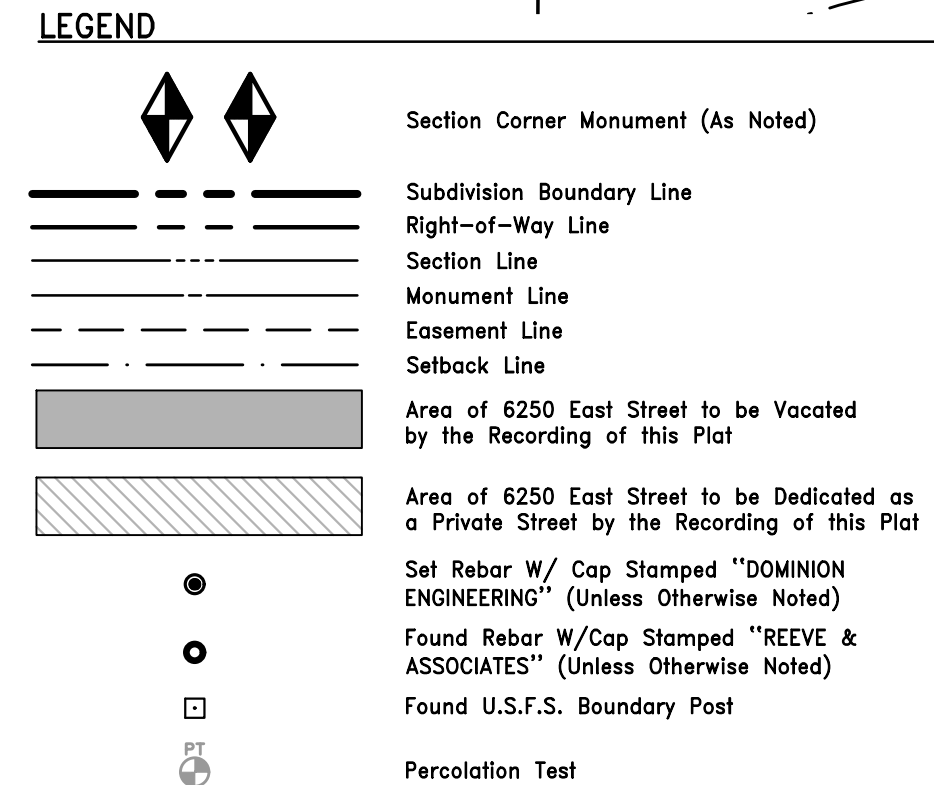 LEGEND
Section Corner Monument (As Noted)
Subdivision Boundary Line
Right-of-Way Line
Section Line
Monument Line
Easement Line
Setback Line
Area of 6250 East Street to be Vacated
by the Recording of this Plat
Area of 6250 East Street to be Dedicated as
a Private Street by the Recording of this Plat
Set Rebar W/ Cap Stamped "DOMINION
ENGINEERING" (Unless Otherwise Noted)
Found Rebar W/Cap Stamped "REEVE &
ASSOCIATES" (Unless Otherwise Noted)
Found U.S.F.S. Boundary Post
PT
Percolation Test